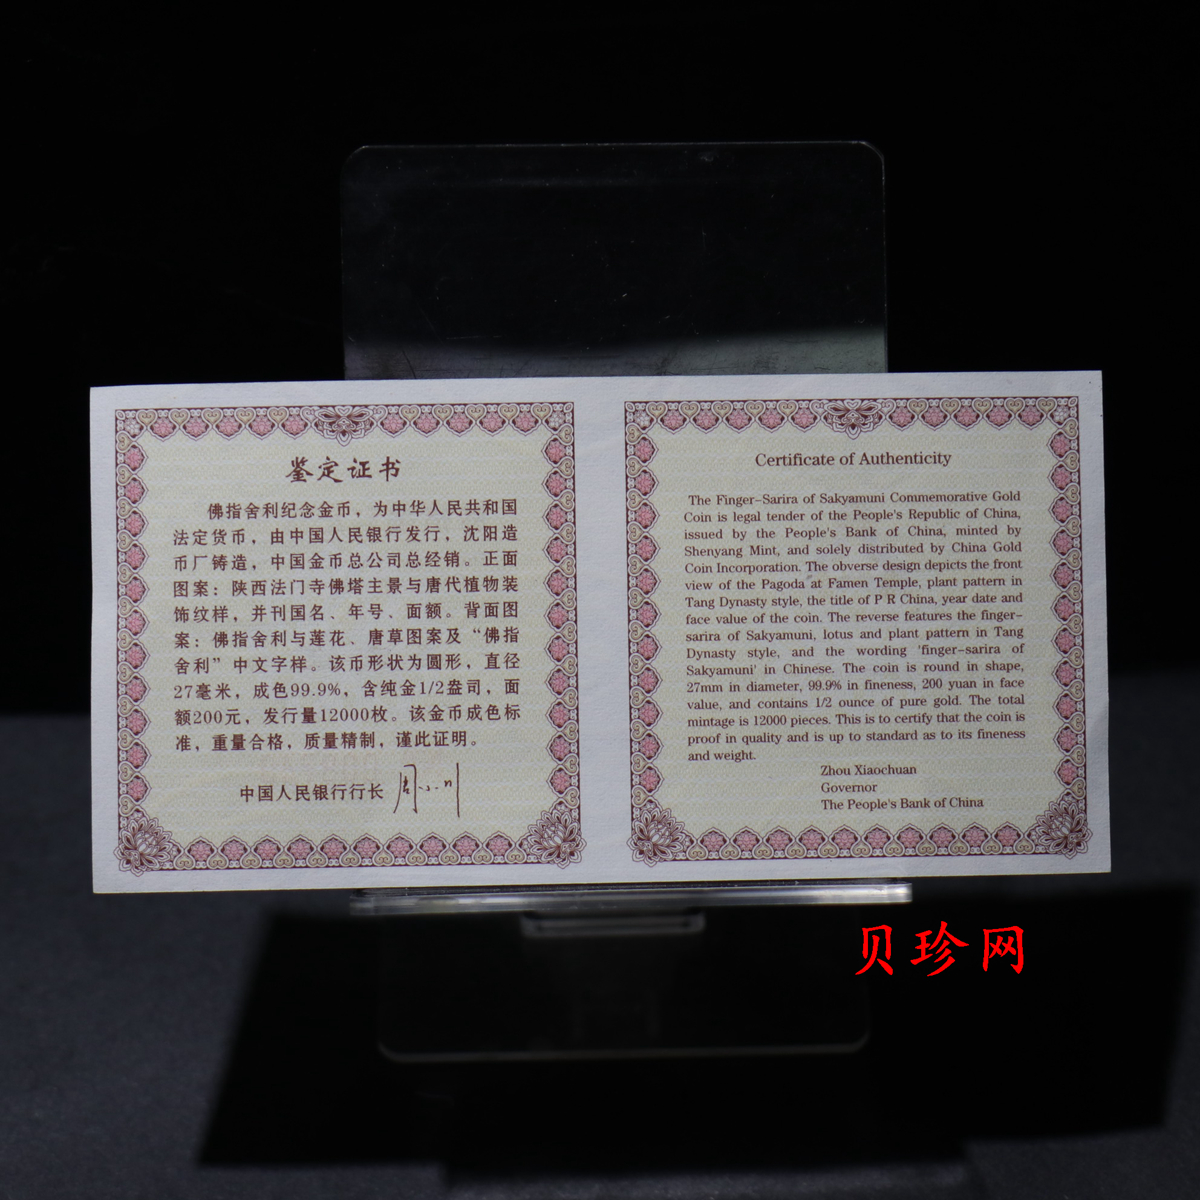 鉴定证书
佛指舍利纪念金币，为中华人民共和国
法定货币，由中国人民银行发行，沈阳造
币厂铸造，中国金币总公司总经销。正面
图案：陕西法门寺佛塔主景与唐代植物装
饰纹样，并刊国名、年号、面额。背面图
案：佛指舍利与莲花、唐草图案及“佛指
舍利”中文字样。该币形状为圆形，直径
27毫米，成色99.9%，含纯金1/2盎司，面
额200元，发行量12000枚。该金币成色标
准，重量合格，质量精制，谨此证明。
中国人民银行行长 周小川
Certificate of Authenticity
The Finger-Sarira of Sakyamuni Commemorative Gold
Coin is legal tender of the People's Republic of China,
issued by the People's Bank of China, minted by
Shenyang Mint, and solely distributed by China Gold
Coin Incorporation. The obverse design depicts the front
view of the Pagoda at Famen Temple, plant pattern in
Tang Dynasty style, the title of P R China, year date and
face value of the coin. The reverse features the finger-
sarira of Sakyamuni, lotus and plant pattern in Tang
Dynasty style, and the wording 'finger-sarira of
Sakyamuni' in Chinese. The coin is round in shape,
27mm in diameter, 99.9% in fineness, 200 yuan in face
value, and contains 1/2 ounce of pure gold. The total
mintage is 12000 pieces. This is to certify that the coin is
proof in quality and is up to standard as to its fineness
and weight.
Zhou Xiaochuan
Governor
The People's Bank of China
贝珍网